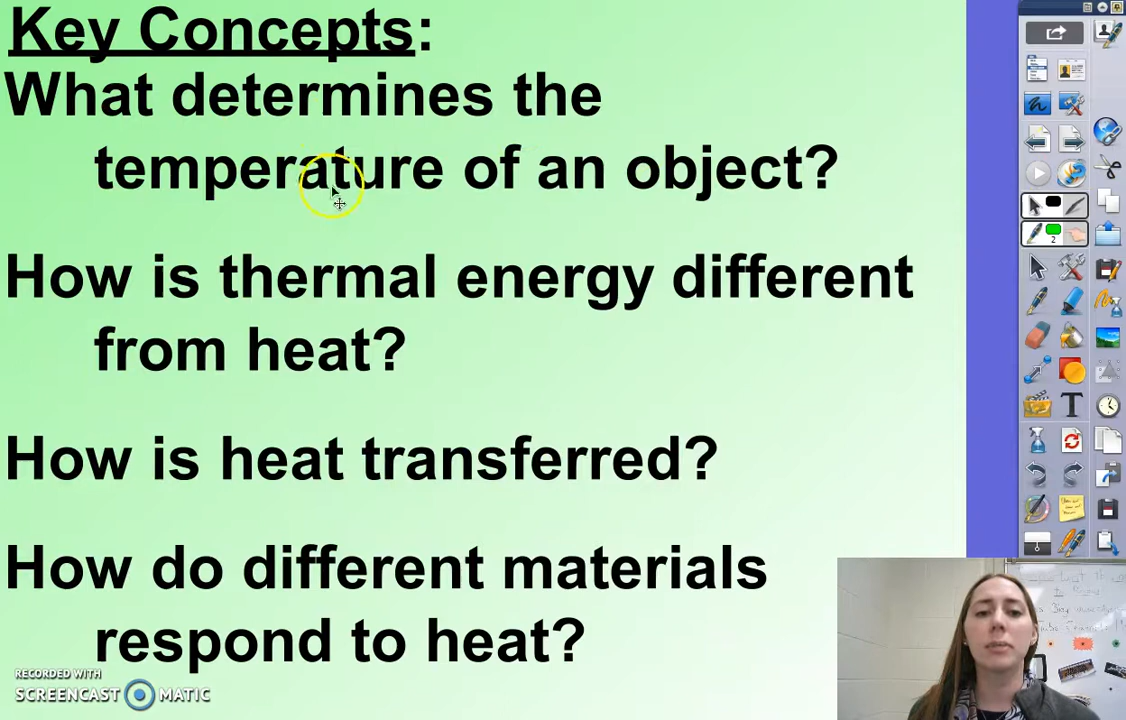 Key Concepts:
What determines the
temperature of an object?
How is thermal energy different
from heat?
How is heat transferred?
How do different materials
respond to heat?
RECORDED WITH
SCREENCAST MATIC
T
2